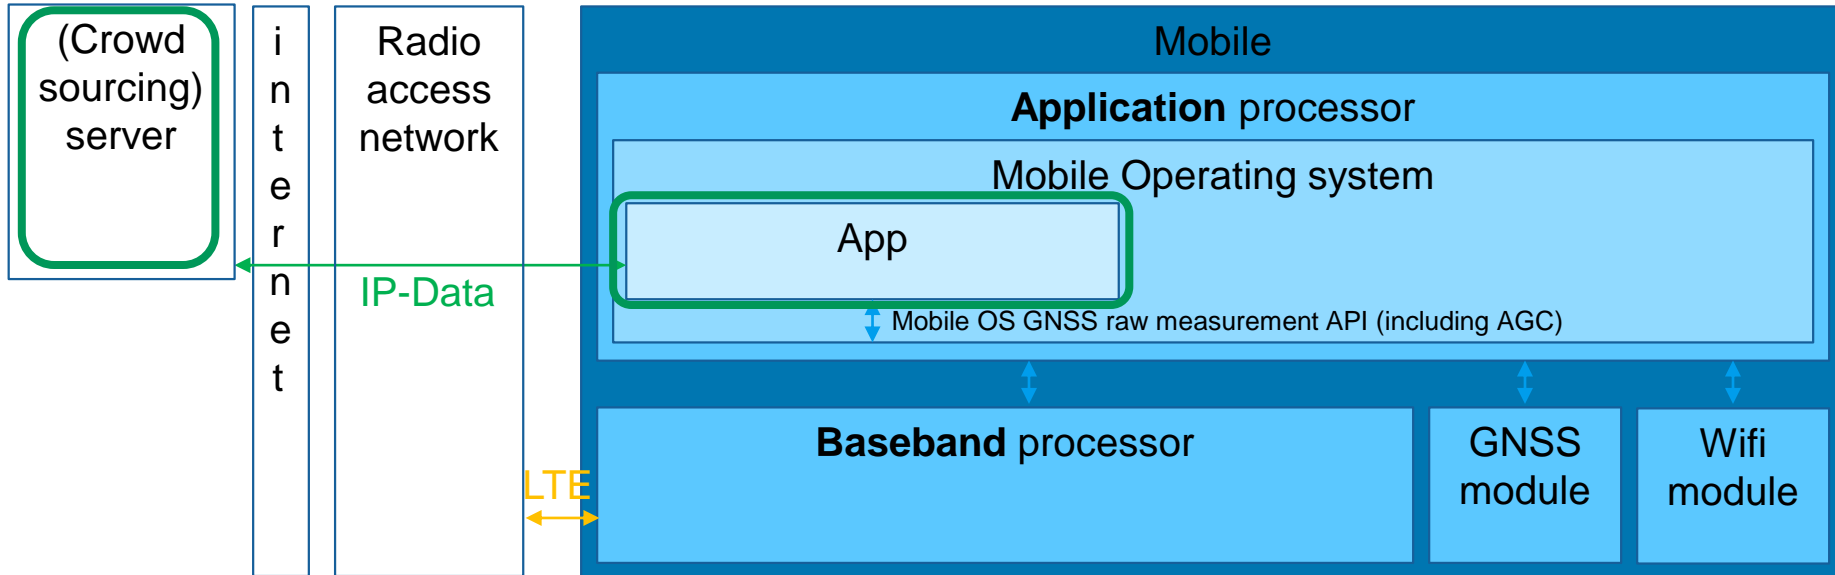 (Crowd
sourcing)
server
i
n
t
e
r
n
e
t
Radio
access
network
IP-Data
LTE
Mobile
Application processor
Mobile Operating system
App
Mobile OS GNSS raw measurement API (including AGC)
Baseband processor
GNSS
module
Wifi
module